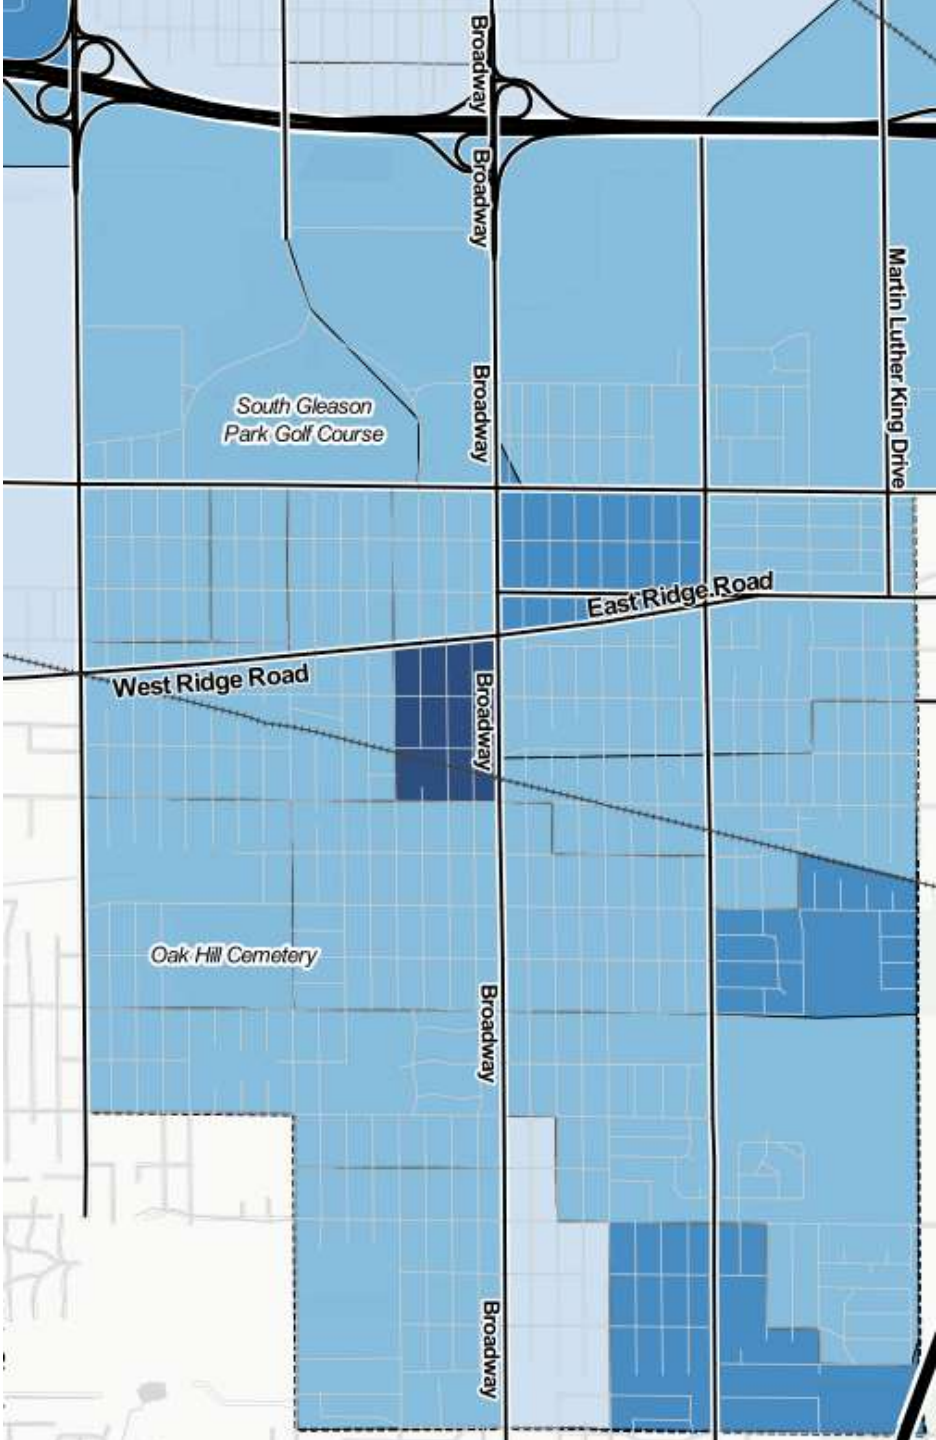 Broadway
Broadway
Martin Luther King Drive
Broadway
South Gleason
Park Golf Course
East Ridge Road
West Ridge Road
Broadway
Oak Hill Cemetery
Broadway
Broadway